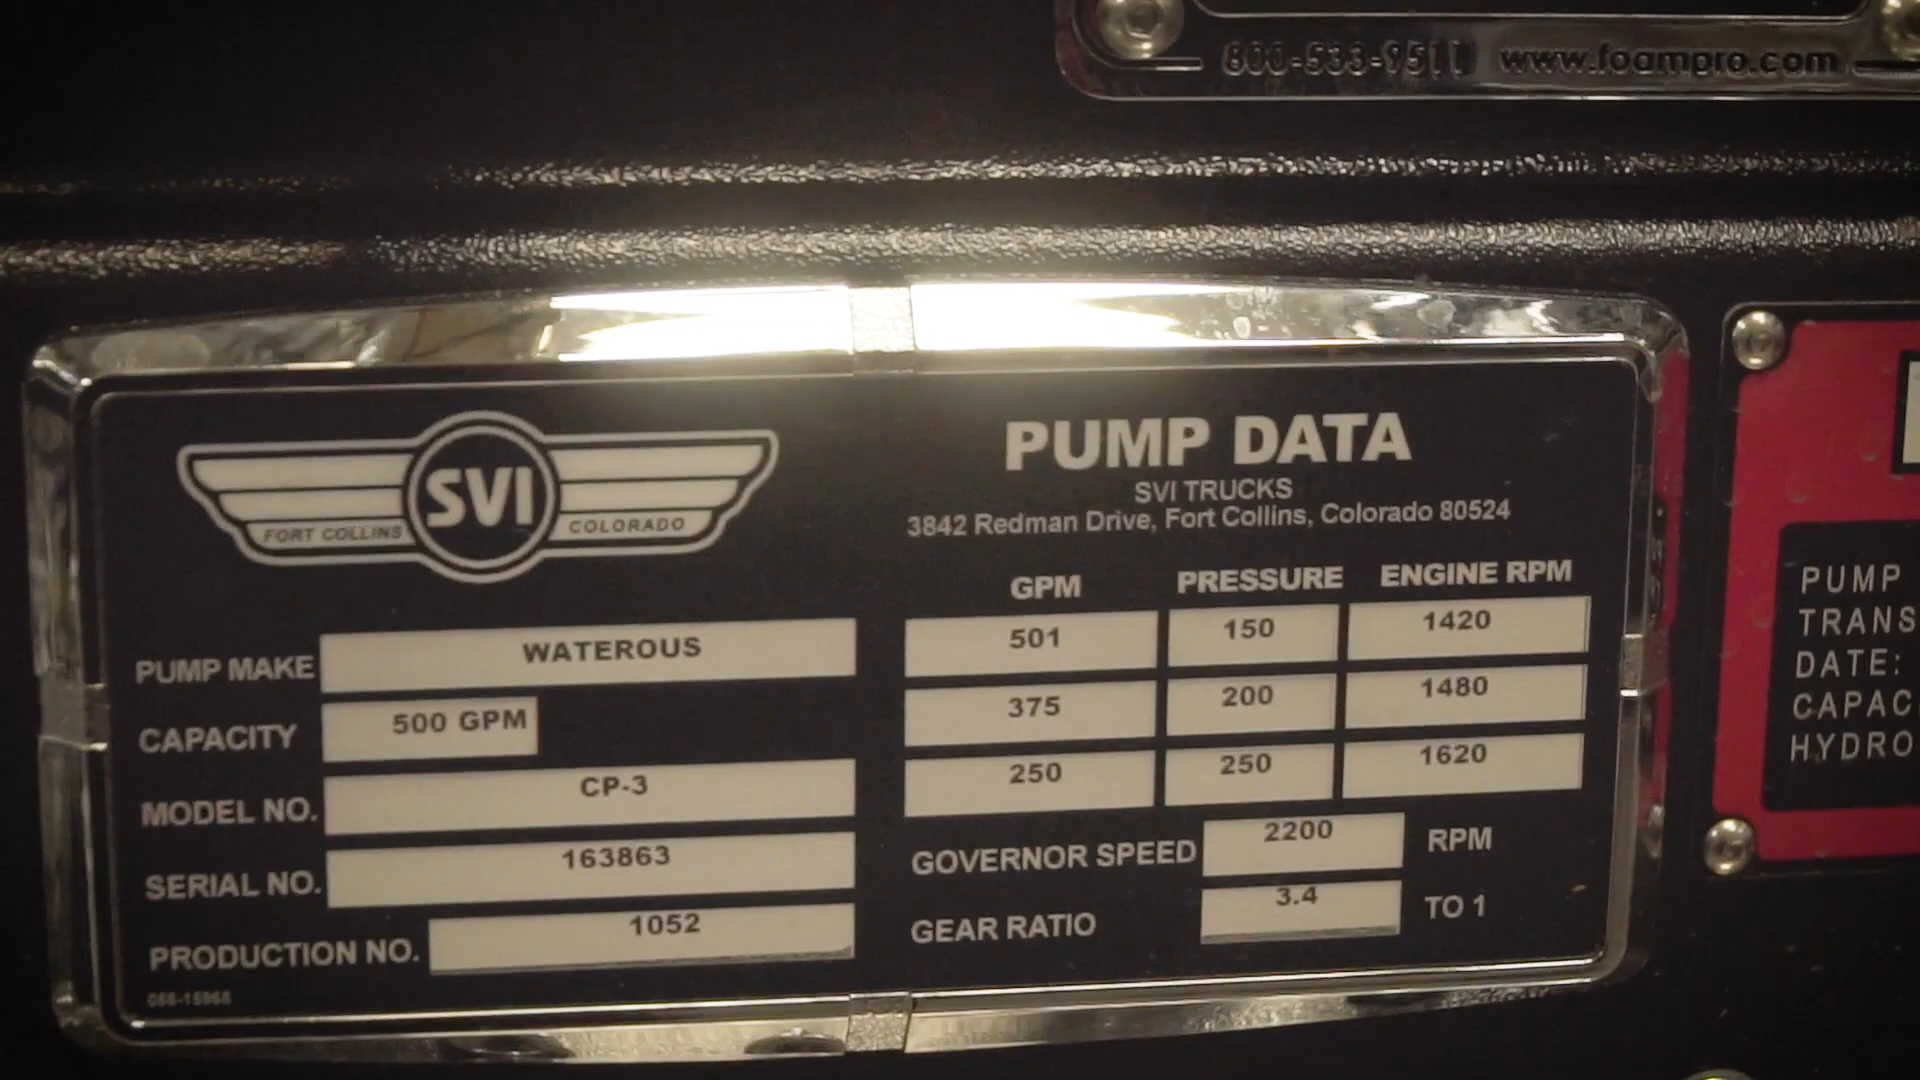 800-533-9511 www.foampro.com
SVI
FORT COLLINS COLORADO
PUMP DATA
SVI TRUCKS
3842 Redman Drive, Fort Collins, Colorado 80524
PUMP MAKE WATEROUS
CAPACITY 500 GPM
MODEL NO. CP-3
SERIAL NO. 163863
PRODUCTION NO. 1052
GPM PRESSURE ENGINE RPM
501 150 1420
375 200 1480
250 250 1620
GOVERNOR SPEED 2200 RPM
GEAR RATIO 3.4 TO 1
PUMP
TRANS
DATE:
CAPAC
HYDRO